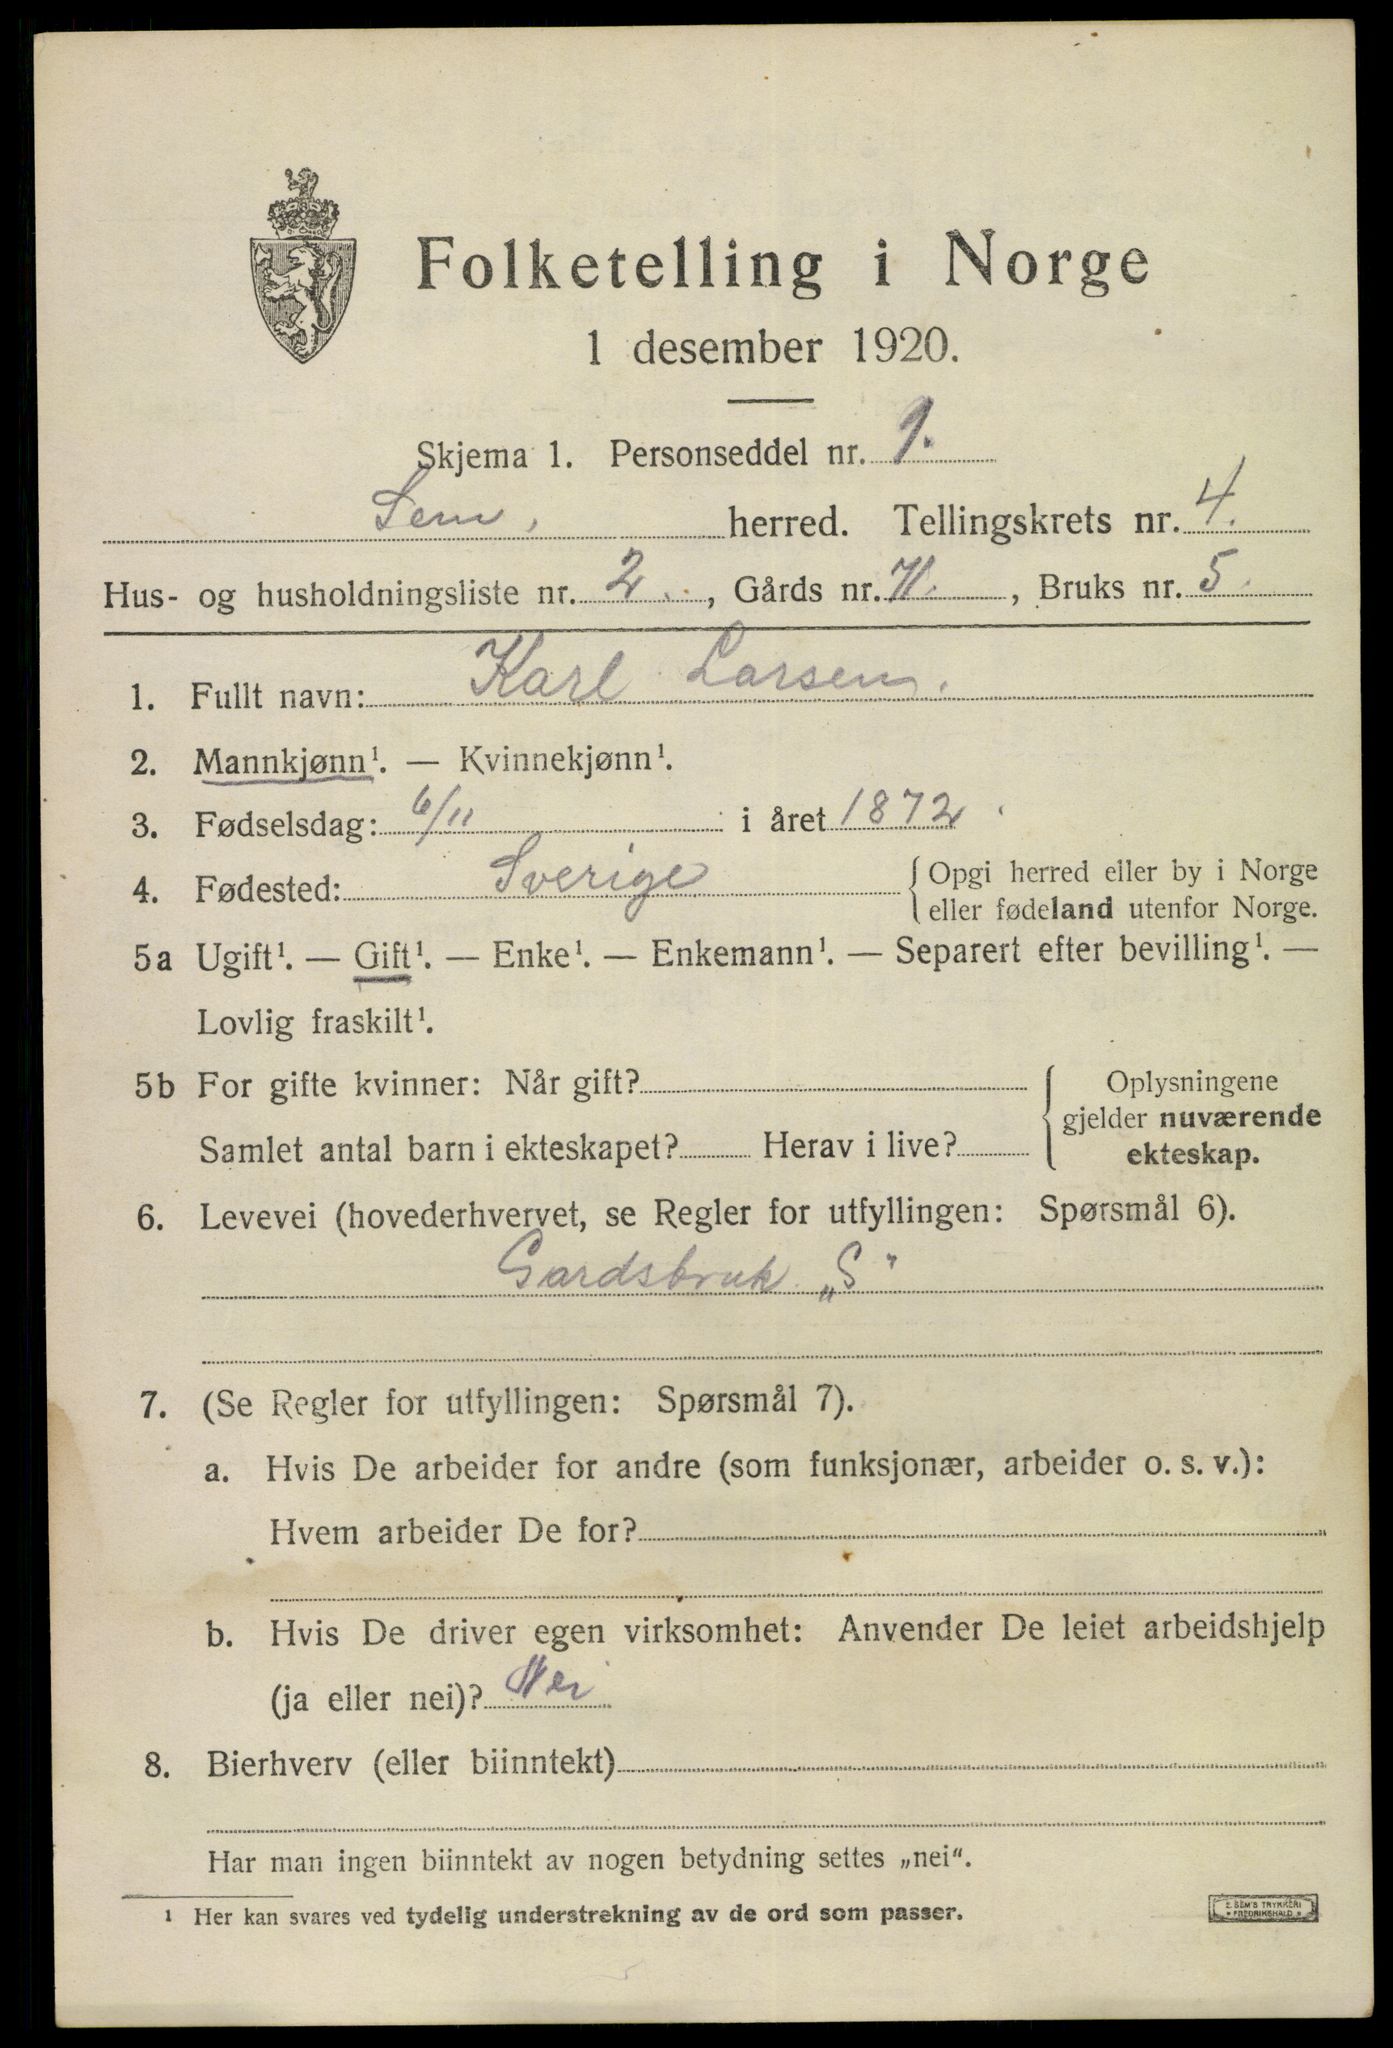 Folketelling i Norge
1 desember 1920.
Skjema 1. Personseddel nr. 1.
Sem, herred. Tellingskrets nr. 4.
Hus- og husholdningsliste nr. 2., Gårds nr. , Bruks nr. 5.
1. Fullt navn: Karl Larsen.
2. Mannkjønn¹. — Kvinnekjønn¹.
3. Fødselsdag: 6/11 i året 1872.
4. Fødested: Sverige { Opgi herred eller by i Norge
eller fødeland utenfor Norge.
5a Ugift¹. — Gift¹. — Enke¹. — Enkemann¹. — Separert efter bevilling¹. —
Lovlig fraskilt¹.
5b For gifte kvinner: Når gift?
Samlet antal barn i ekteskapet? Herav i live?
{ Oplysningene
gjelder nuværende
ekteskap.
6. Levevei (hovederhvervet, se Regler for utfyllingen: Spørsmål 6).
Gardsbruk „S"
7. (Se Regler for utfyllingen: Spørsmål 7).
a. Hvis De arbeider for andre (som funksjonær, arbeider o. s. v.):
Hvem arbeider De for?
b. Hvis De driver egen virksomhet: Anvender De leiet arbeidshjelp
(ja eller nei)? Nei
8. Bierhverv (eller biinntekt)
Har man ingen biinntekt av nogen betydning settes „nei".
¹ Her kan svares ved tydelig understrekning av de ord som passer.
E. SEM'S TRYKKERI
* FREDRIKSHALD *